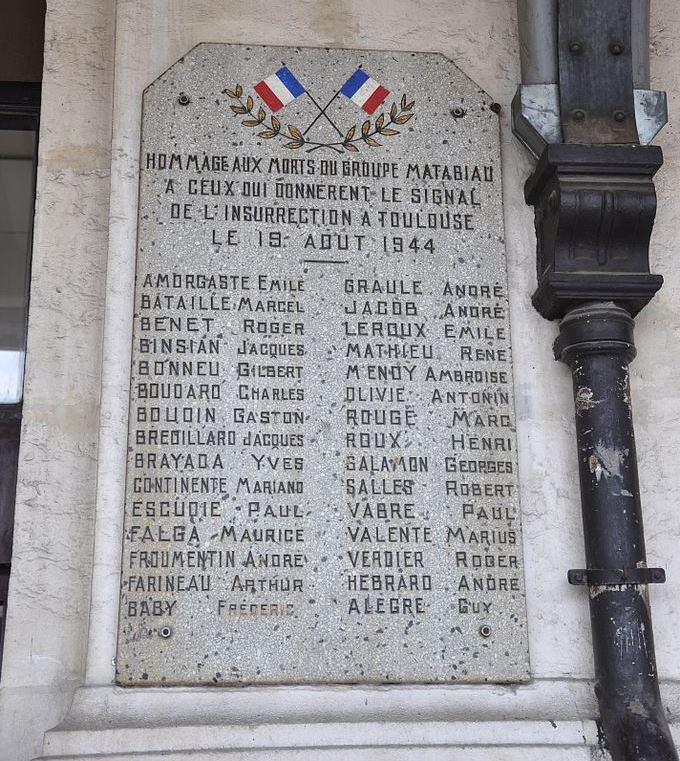 HOMMAGE AUX MORTS DU GROUPE MATABIAU
A CEUX QUI DONNERENT LE SIGNAL
DE L'INSURRECTION A TOULOUSE
LE 19 AOUT 1944
AMORGASTE EMILE
BATAILLE MARCEL
BENET ROGER
BINSIAN JACQUES
BONNEU GILBERT
BOUDARD CHARLES
BOUDIN GASTON
BREDILLARD JACQUES
BRAYADA YVES
CONTINENTE MARIANO
ESCUDIE PAUL
FALGA MAURICE
FROUMENTIN ANDRE
FARINEAU ARTHUR
BABY FREDERIC
GRAULE ANDRE
JACOB ANDRE
LEROUX EMILE
MATHIEU RENE
M'ENDY AMBROISE
OLIVIE ANTONIN
ROUGE MARC
ROUX HENRI
SALAMON GEORGES
SALLES ROBERT
VABRE PAUL
VALENTE MARIUS
VERDIER ROGER
HEBRARD ANDRE
ALEGRE GUY